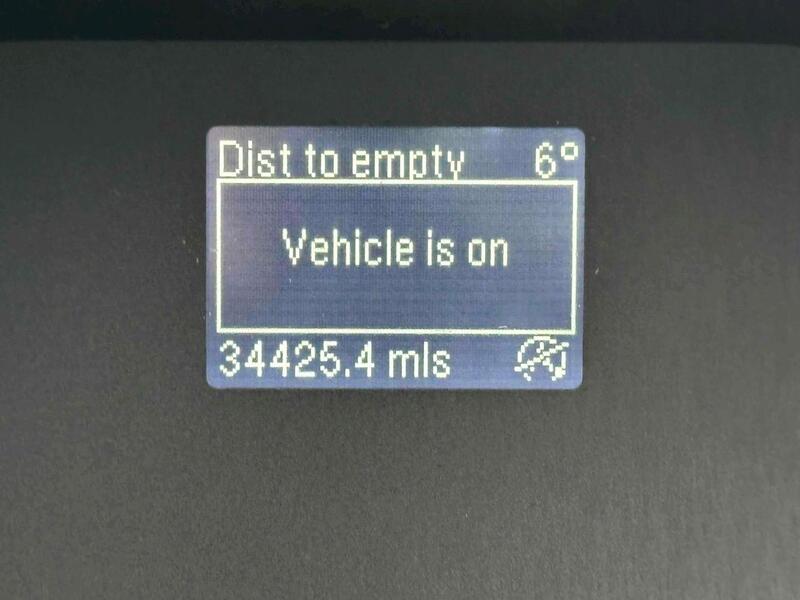 Dist to empty 6°
Vehicle is on
34425.4 mls